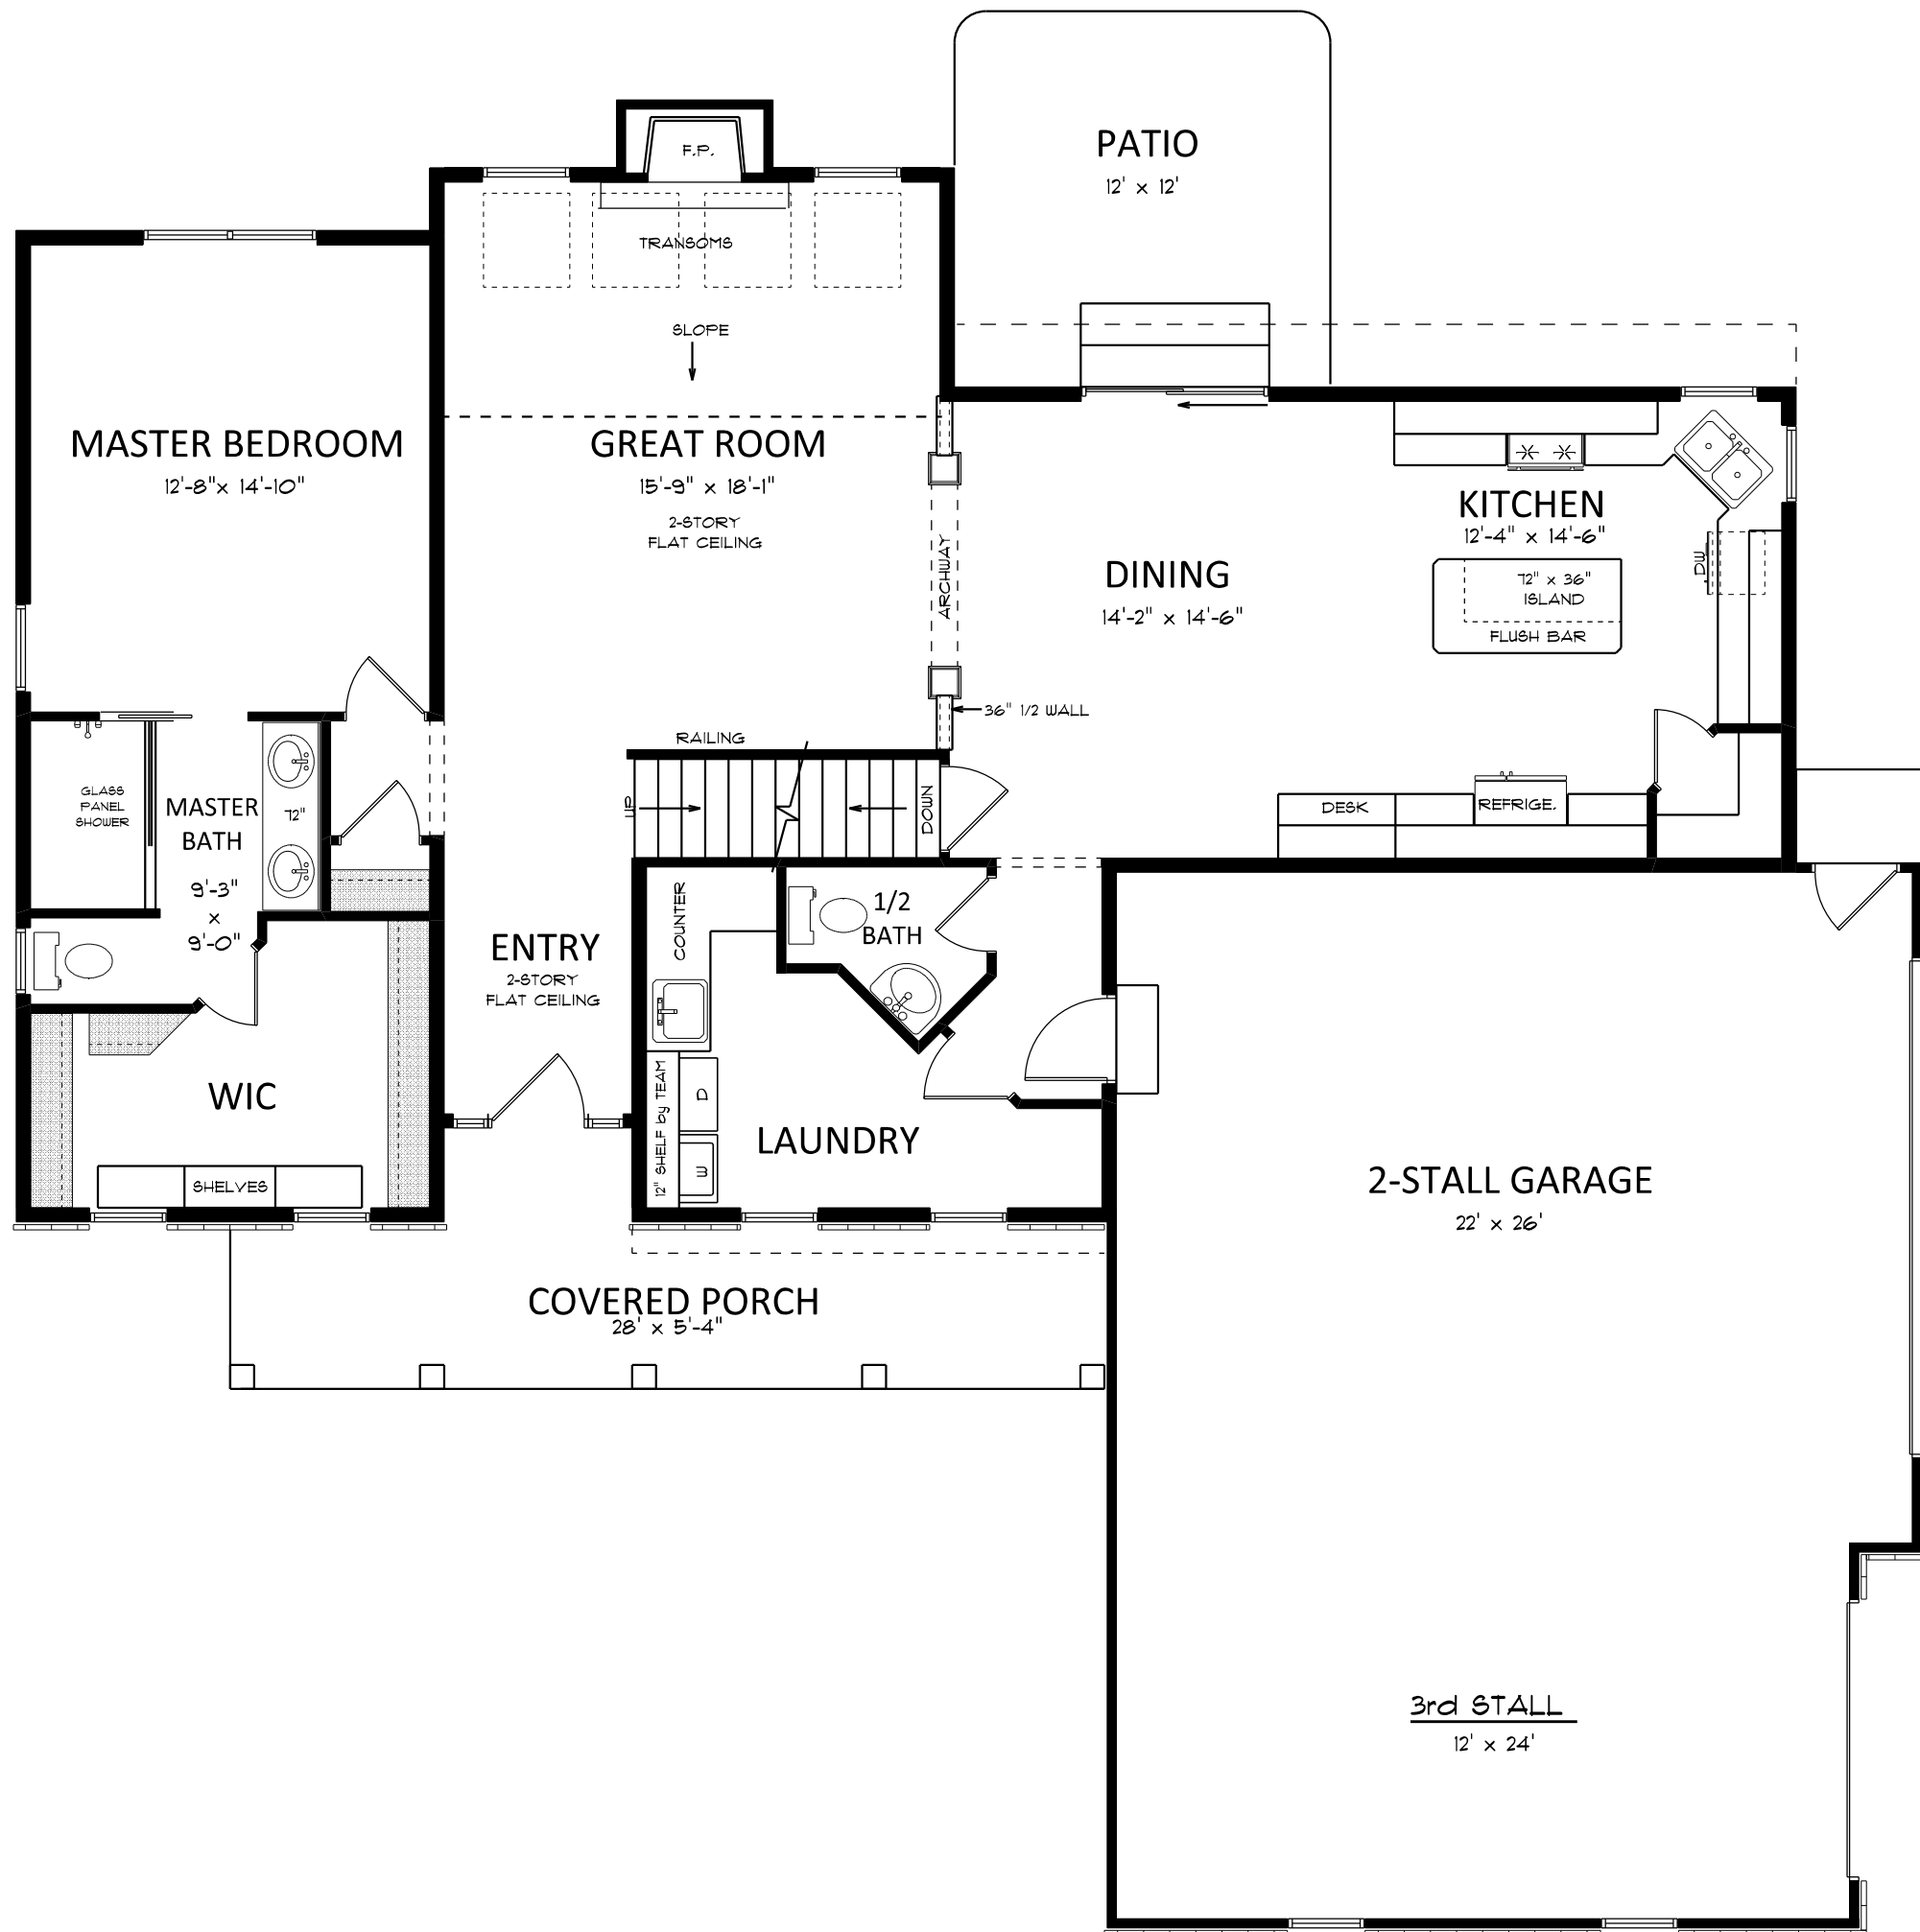 PATIO
12' x 12'
F.P.
TRANSOMS
SLOPE
MASTER BEDROOM
12'-8"x 14'-10"
GREAT ROOM
15'-9" x 18'-1"
2-STORY
FLAT CEILING
ARCHWAY
DINING
14'-2" x 14'-6"
KITCHEN
12'-4" x 14'-6"
72" x 36"
ISLAND
FLUSH BAR
DW
36" 1/2 WALL
RAILING
UP
DOWN
DESK
REFRIGE.
GLASS
PANEL
SHOWER
MASTER
BATH
9'-3"
x
9'-0"
72"
ENTRY
2-STORY
FLAT CEILING
COUNTER
1/2
BATH
12" SHELF by TEAM
D
W
LAUNDRY
WIC
SHELVES
2-STALL GARAGE
22' x 26'
COVERED PORCH
28' x 5'-4"
3rd STALL
12' x 24'